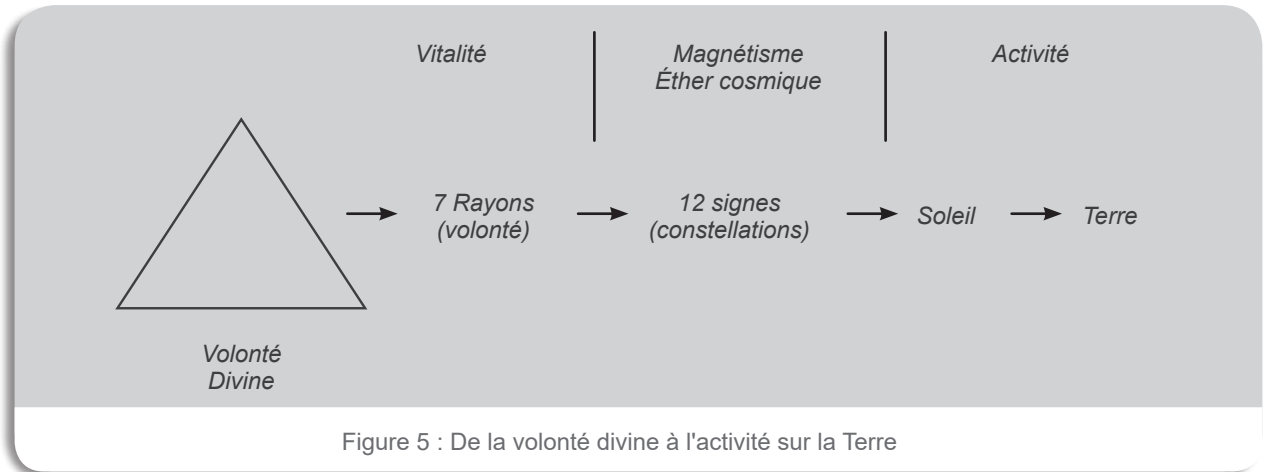 Vitalité
Magnétisme
Éther cosmique
Activité
7 Rayons
(volonté)
12 signes
(constellations)
Soleil
Terre
Volonté
Divine
Figure 5 : De la volonté divine à l'activité sur la Terre